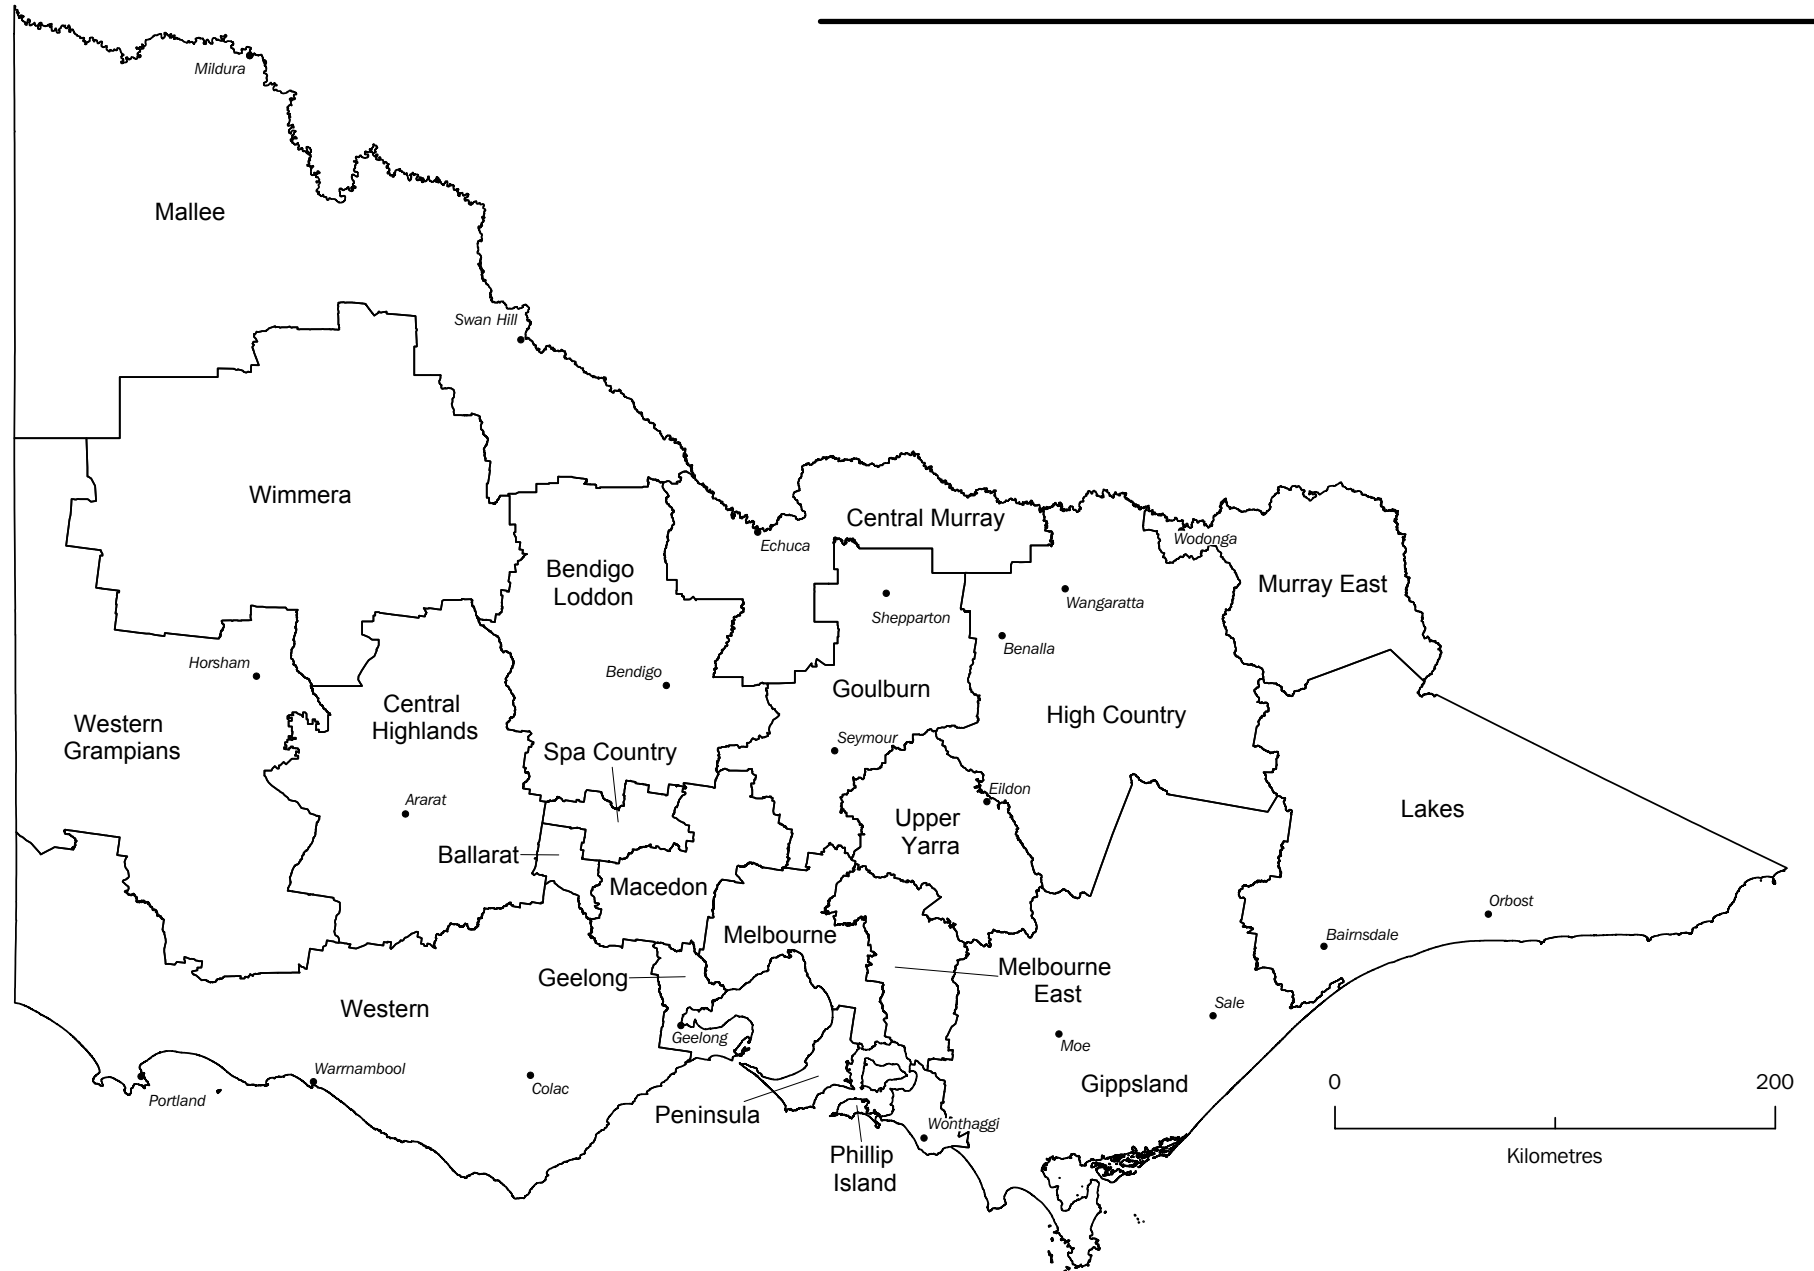 Mildura
Mallee
Swan Hill
Wimmera
Central Murray
Echuca
Wodonga
Bendigo
Loddon
Murray East
Shepparton
Wangaratta
Benalla
Horsham
Bendigo
Goulburn
Central
Highlands
High Country
Western
Grampians
Seymour
Spa Country
Eildon
Ararat
Lakes
Upper
Yarra
Ballarat
Macedon
Orbost
Melbourne
Bairnsdale
Geelong
Melbourne
East
Western
Sale
Geelong
Moe
Warrnambool
Colac
Gippsland
0
200
Portland
Peninsula
Wonthaggi
Phillip
Island
Kilometres